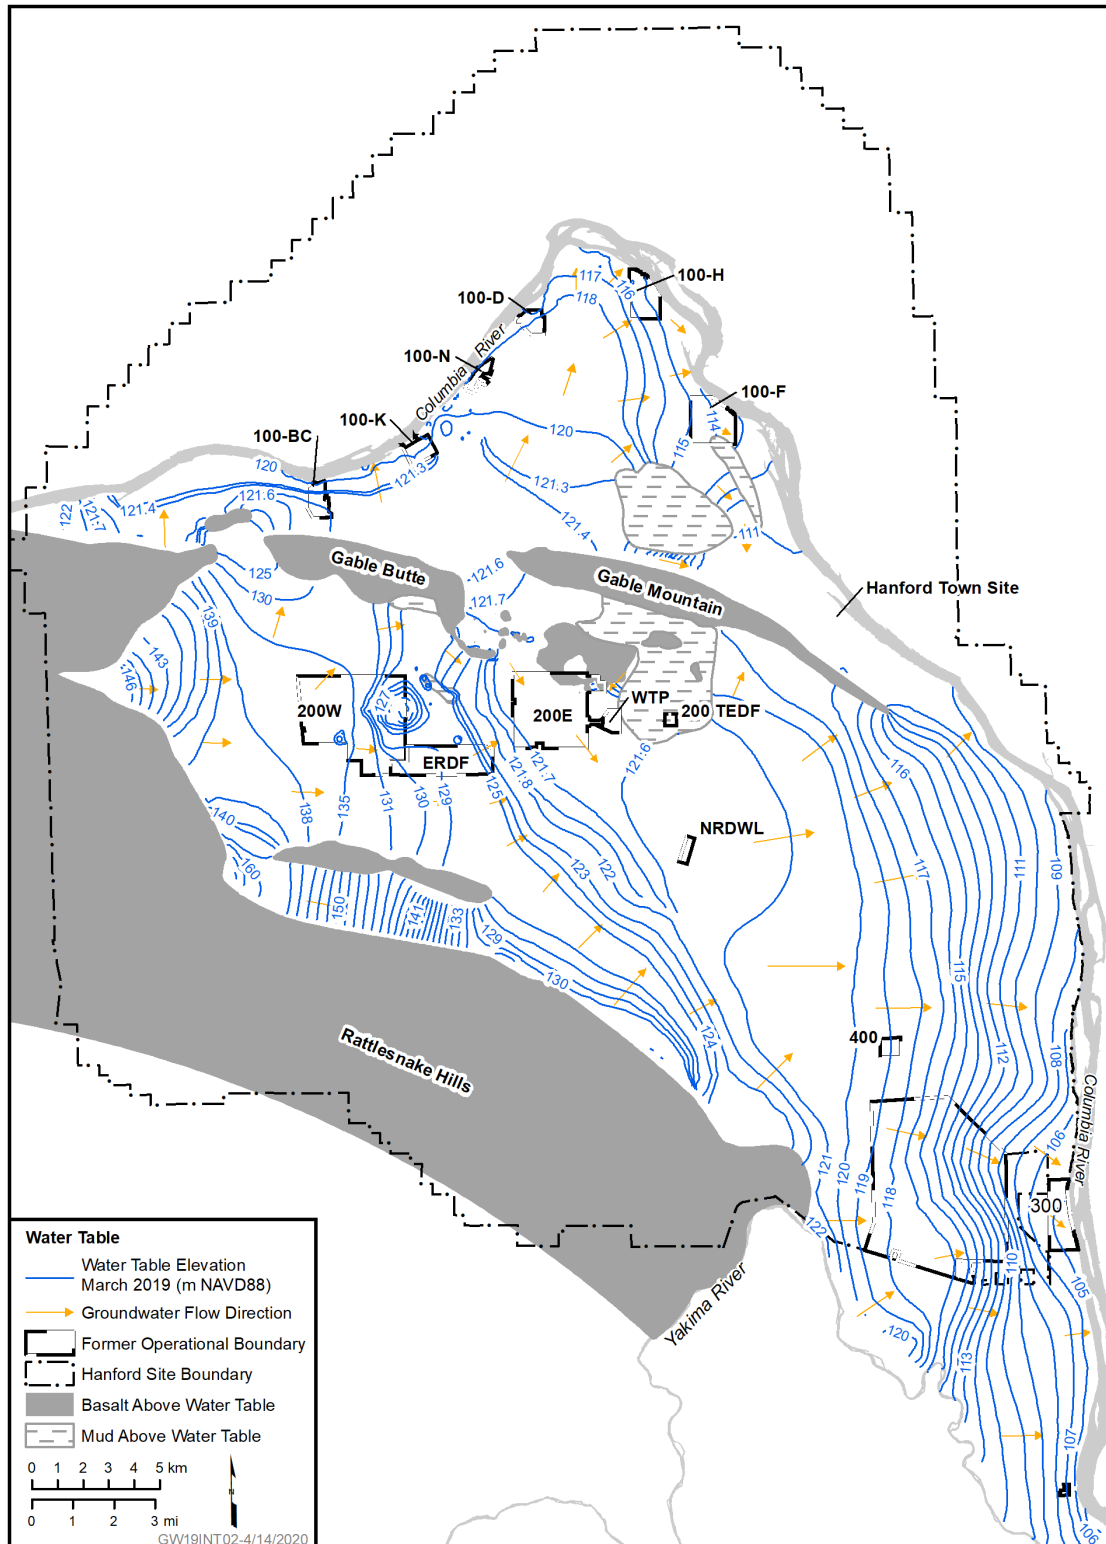 117
116
100-H
118
100-D
100-N
Columbia River
100-F
114
100-K
120
115
100-BC
120
121.3
121.3
121.6
121.4
122
121.7
121.4
111
125
130
Gable Butte
121.6
121.7
Gable Mountain
Hanford Town Site
139
143
146
127
200W
200E
WTP
200 TEDF
ERDF
121.6
121.7
121.8
125
116
140
138
135
131
130
129
NRDWL
160
150
141
133
129
130
123
122
117
111
109
115
124
400
112
108
Rattlesnake Hills
Columbia River
106
121
120
119
118
122
300
110
105
Yakima River
120
113
107
106
Water Table
Water Table Elevation
March 2019 (m NAVD88)
Groundwater Flow Direction
Former Operational Boundary
Hanford Site Boundary
Basalt Above Water Table
Mud Above Water Table
0 1 2 3 4 5 km
0 1 2 3 mi
N
GW19INT02-4/14/2020